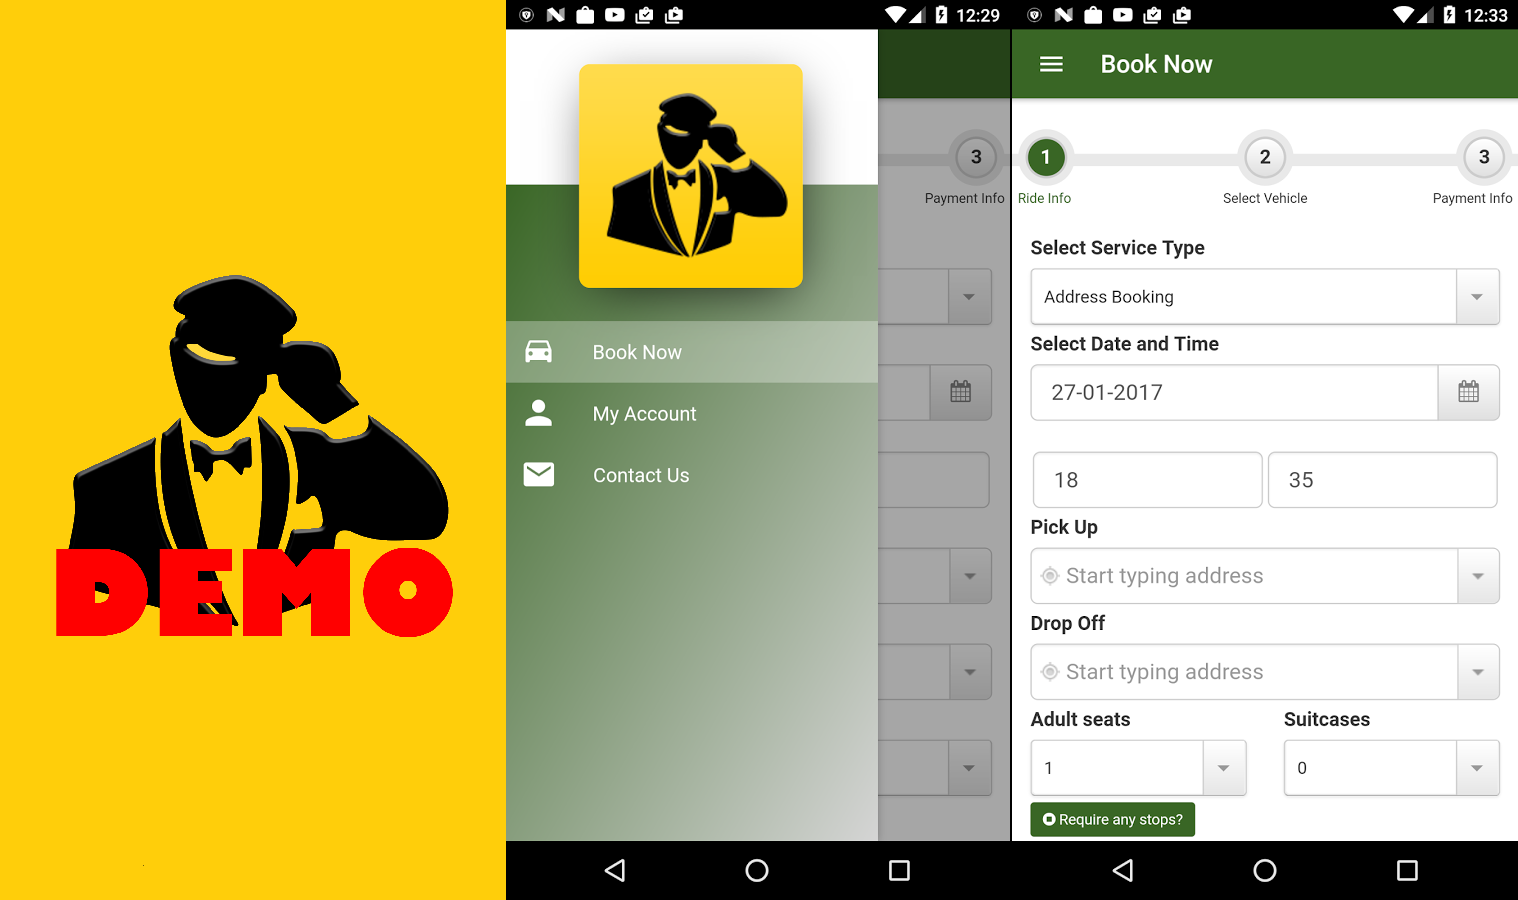 DEMO
12:29
3
Payment Info
Book Now
My Account
Contact Us
12:33
Book Now
1 2 3
Ride Info Select Vehicle Payment Info
Select Service Type
Address Booking
Select Date and Time
27-01-2017
18 35
Pick Up
Start typing address
Drop Off
Start typing address
Adult seats Suitcases
1 0
Require any stops?